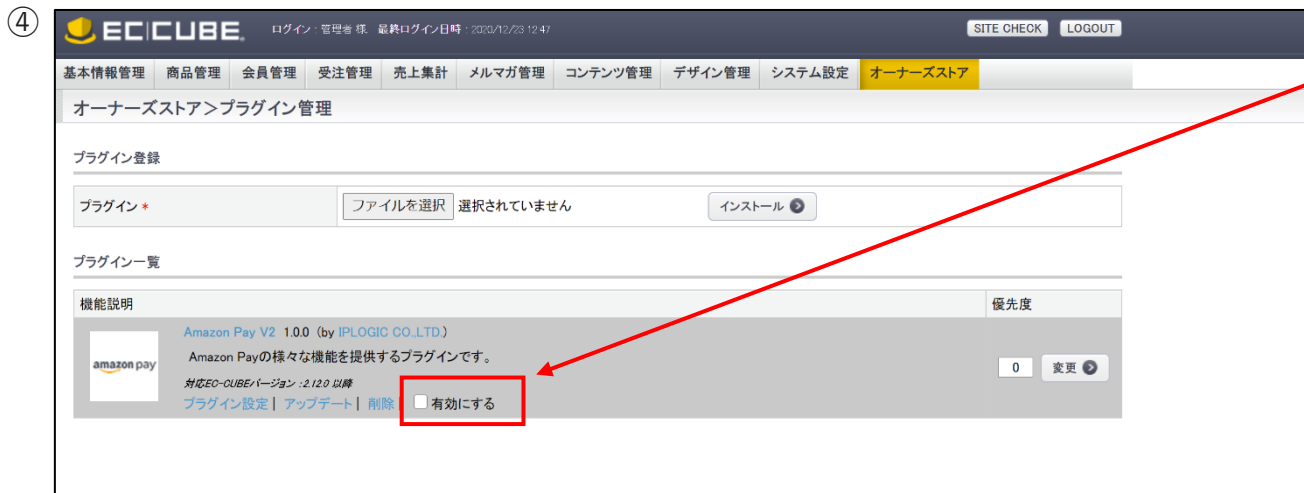 ④
EC CUBE. ログイン : 管理者 様 最終ログイン日時 : 2020/12/23 12:47 SITE CHECK LOGOUT
基本情報管理 商品管理 会員管理 受注管理 売上集計 メルマガ管理 コンテンツ管理 デザイン管理 システム設定 オーナーズストア
オーナーズストア＞プラグイン管理
プラグイン登録
プラグイン * ファイルを選択 選択されていません インストール
プラグイン一覧
機能説明 優先度
Amazon Pay V2 1.0.0 (by IPLOGIC CO.,LTD.)
amazon pay Amazon Payの様々な機能を提供するプラグインです。 0 変更
対応EC-CUBEバージョン : 2.12.0 以降
プラグイン設定 | アップデート | 削除 | 有効にする